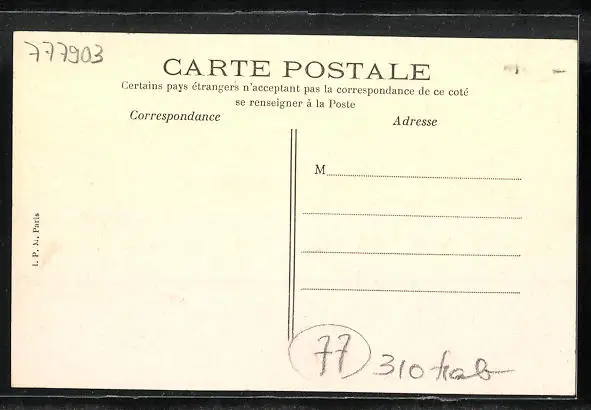 777903
CARTE POSTALE
Certains pays étrangers n'acceptant pas la correspondance de ce coté
se renseigner à la Poste
Correspondance
Adresse
M
I. P. M., Paris
77
310 hab